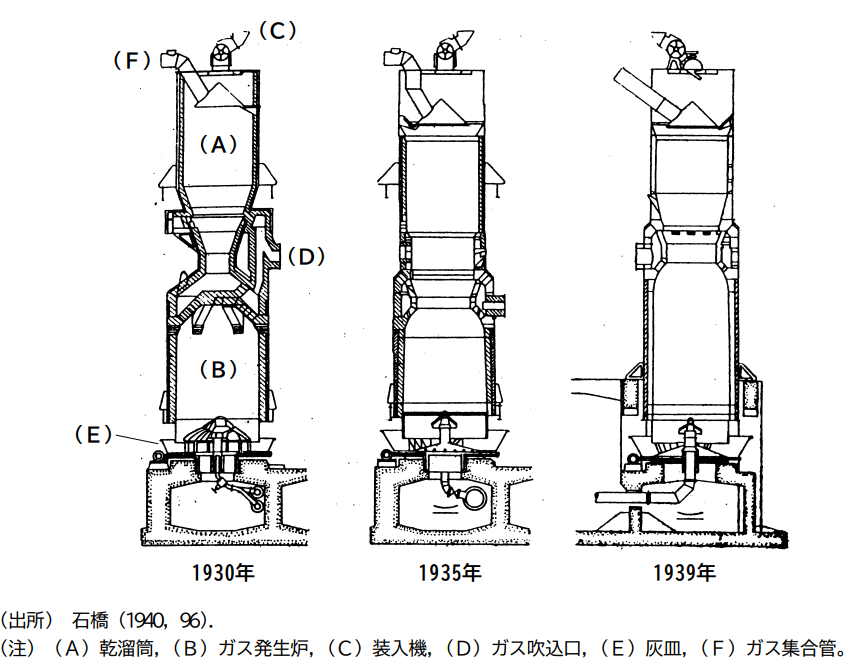 （C）
（F）
（A）
（D）
（B）
（E）
1930年
1935年
1939年
（出所） 石橋（1940，96）．
（注）（A）乾溜筒，（B）ガス発生炉，（C）装入機，（D）ガス吹込口，（E）灰皿，（F）ガス集合管。